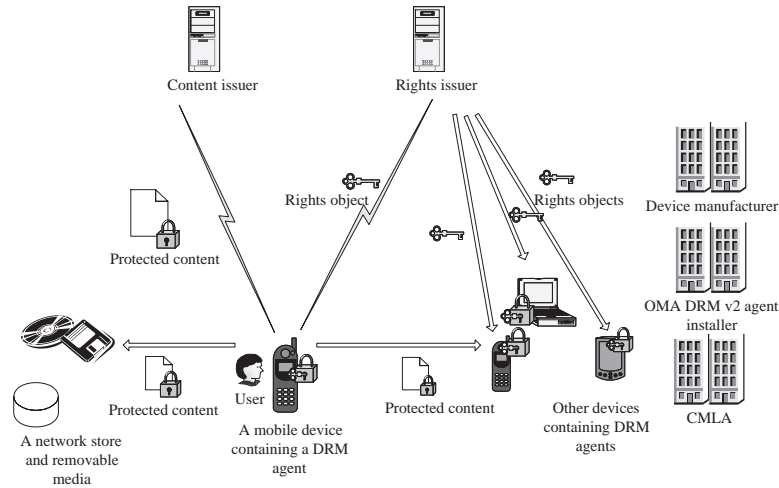 Content issuer
Rights issuer
Rights object
Rights objects
Device manufacturer
Protected content
OMA DRM v2 agent
installer
User
Protected content
Protected content
CMLA
A network store
and removable
media
A mobile device
containing a DRM
agent
Other devices
containing DRM
agents